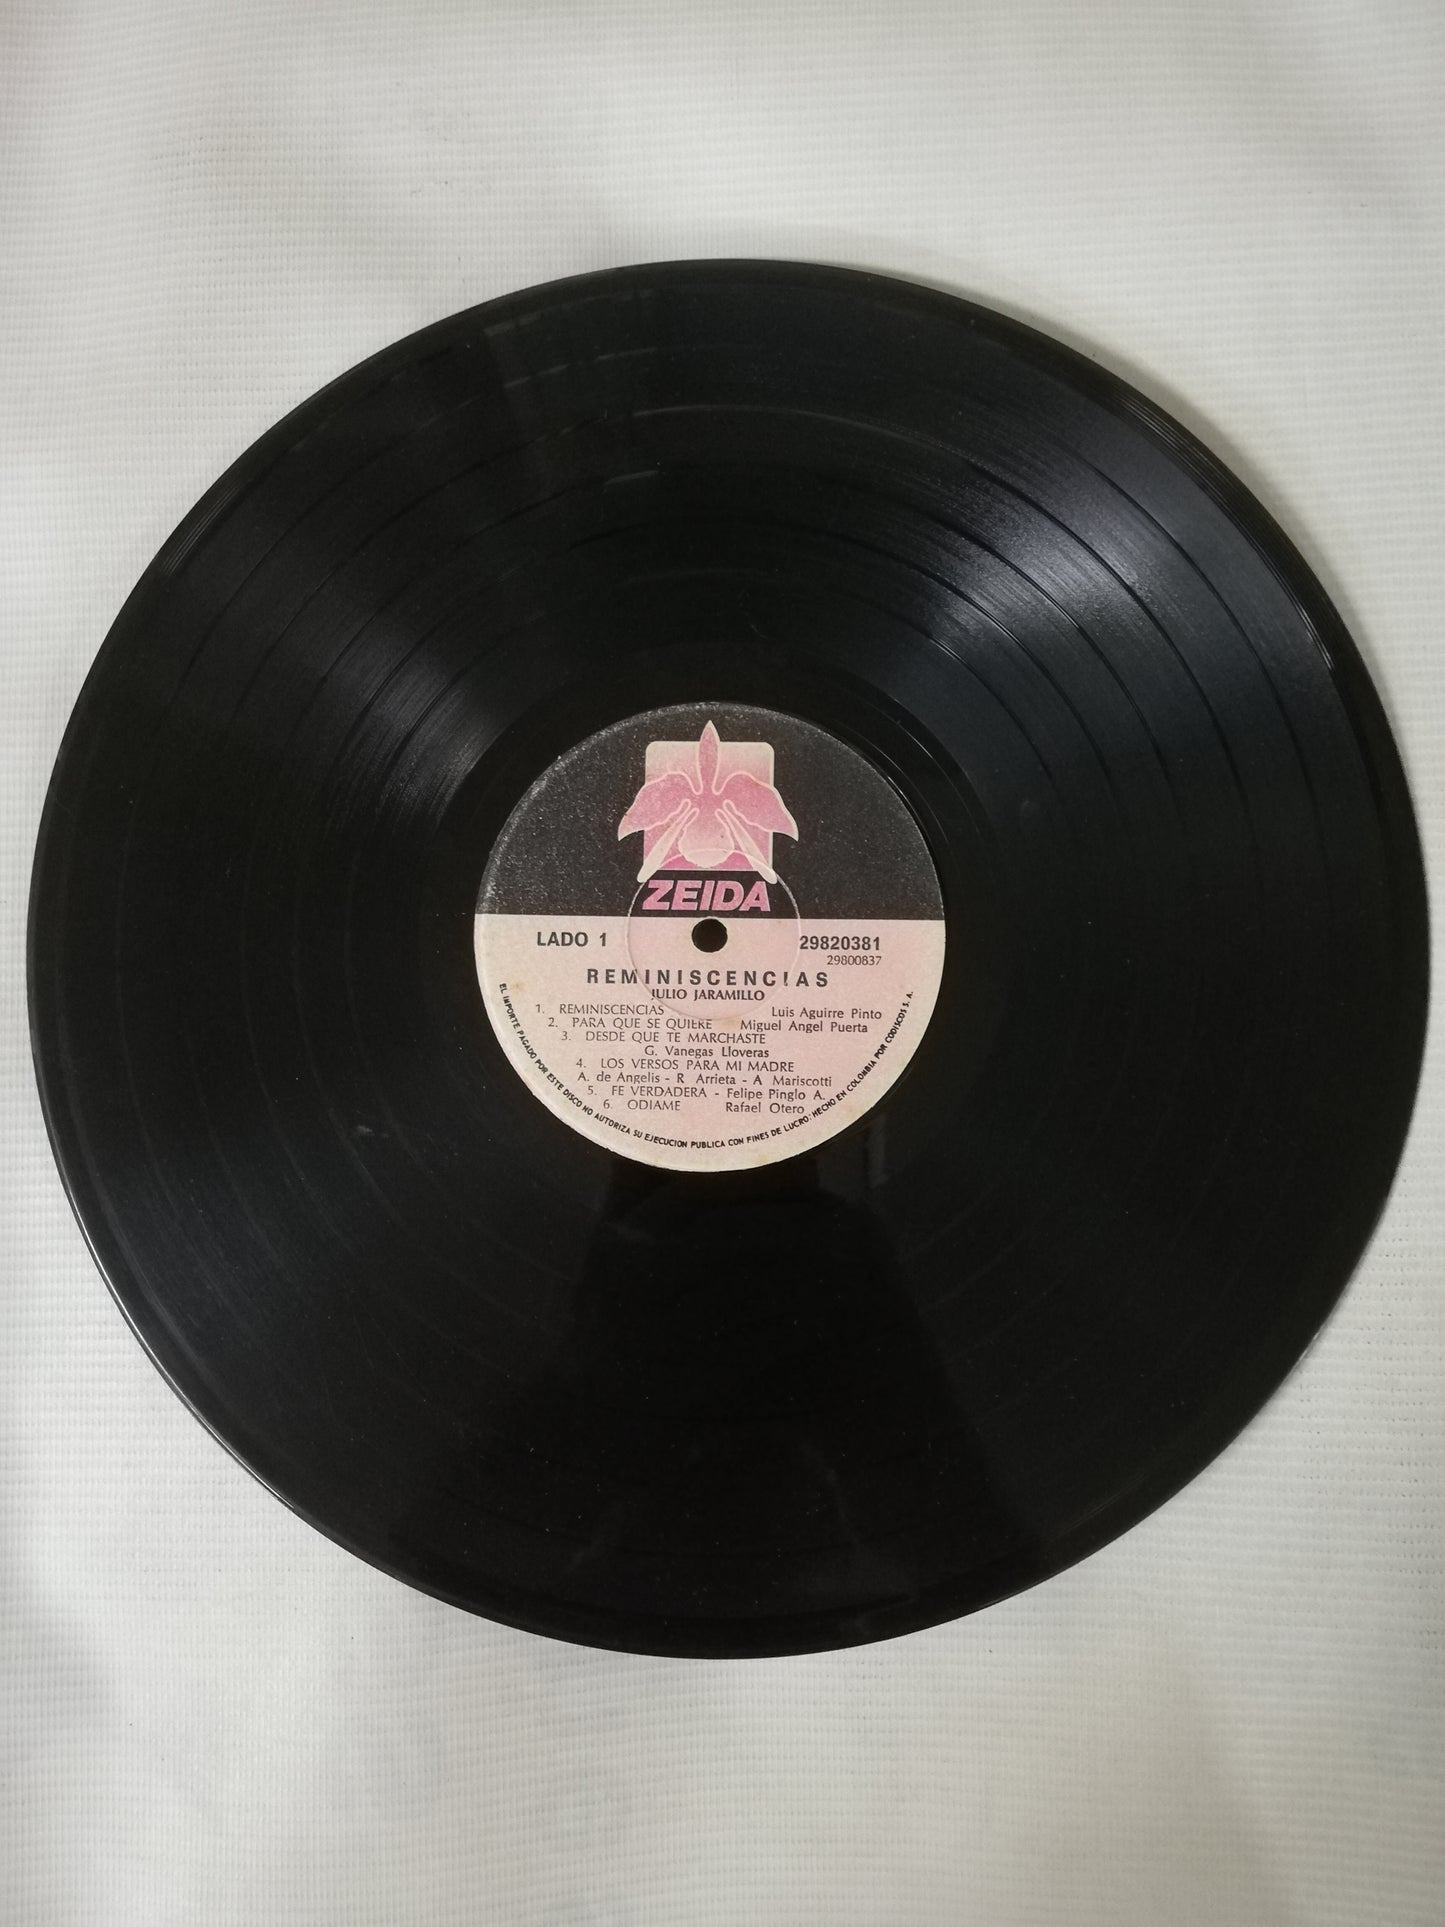 ZEIDA
LADO 1 29820381
29800837
REMINISCENCIAS
JULIO JARAMILLO
1. REMINISCENCIAS Luis Aguirre Pinto
2. PARA QUE SE QUIERE Miguel Angel Puerta
3. DESDE QUE TE MARCHASTE
G. Vanegas Lloveras
4. LOS VERSOS PARA MI MADRE
A. de Angelis - R Arrieta - A Mariscotti
5. FE VERDADERA - Felipe Pinglo A.
6. ODIAME Rafael Otero
EL IMPORTE PAGADO POR ESTE DISCO NO AUTORIZA SU EJECUCION PUBLICA CON FINES DE LUCRO: HECHO EN COLOMBIA POR CODISCOS S. A.